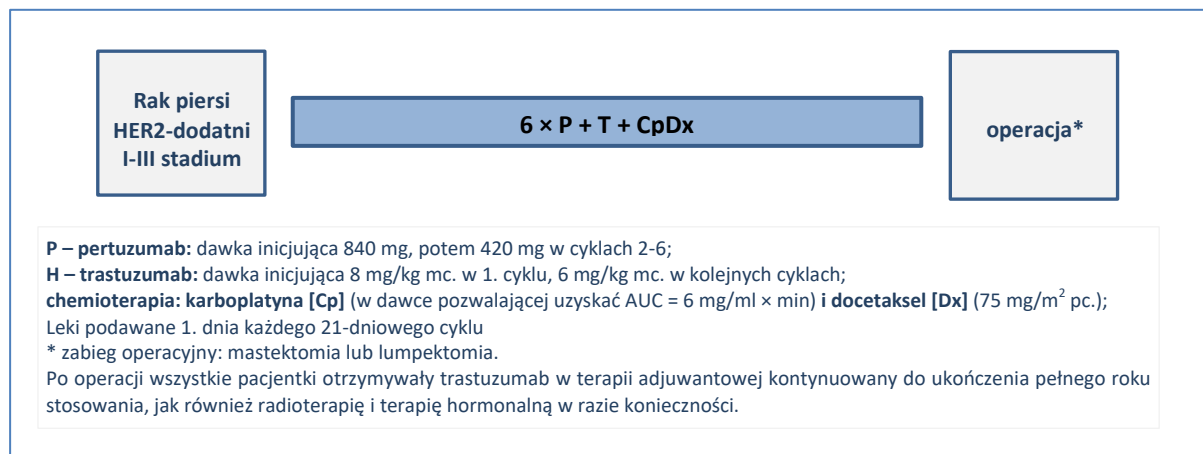 Rak piersi
HER2-dodatni
I-III stadium
6 × P + T + CpDx
operacja*
P – pertuzumab: dawka inicjująca 840 mg, potem 420 mg w cyklach 2-6;
H – trastuzumab: dawka inicjująca 8 mg/kg mc. w 1. cyklu, 6 mg/kg mc. w kolejnych cyklach;
chemioterapia: karboplatyna [Cp] (w dawce pozwalającej uzyskać AUC = 6 mg/ml × min) i docetaksel [Dx] (75 mg/m² pc.);
Leki podawane 1. dnia każdego 21-dniowego cyklu
* zabieg operacyjny: mastektomia lub lumpektomia.
Po operacji wszystkie pacjentki otrzymywały trastuzumab w terapii adjuwantowej kontynuowany do ukończenia pełnego roku
stosowania, jak również radioterapię i terapię hormonalną w razie konieczności.